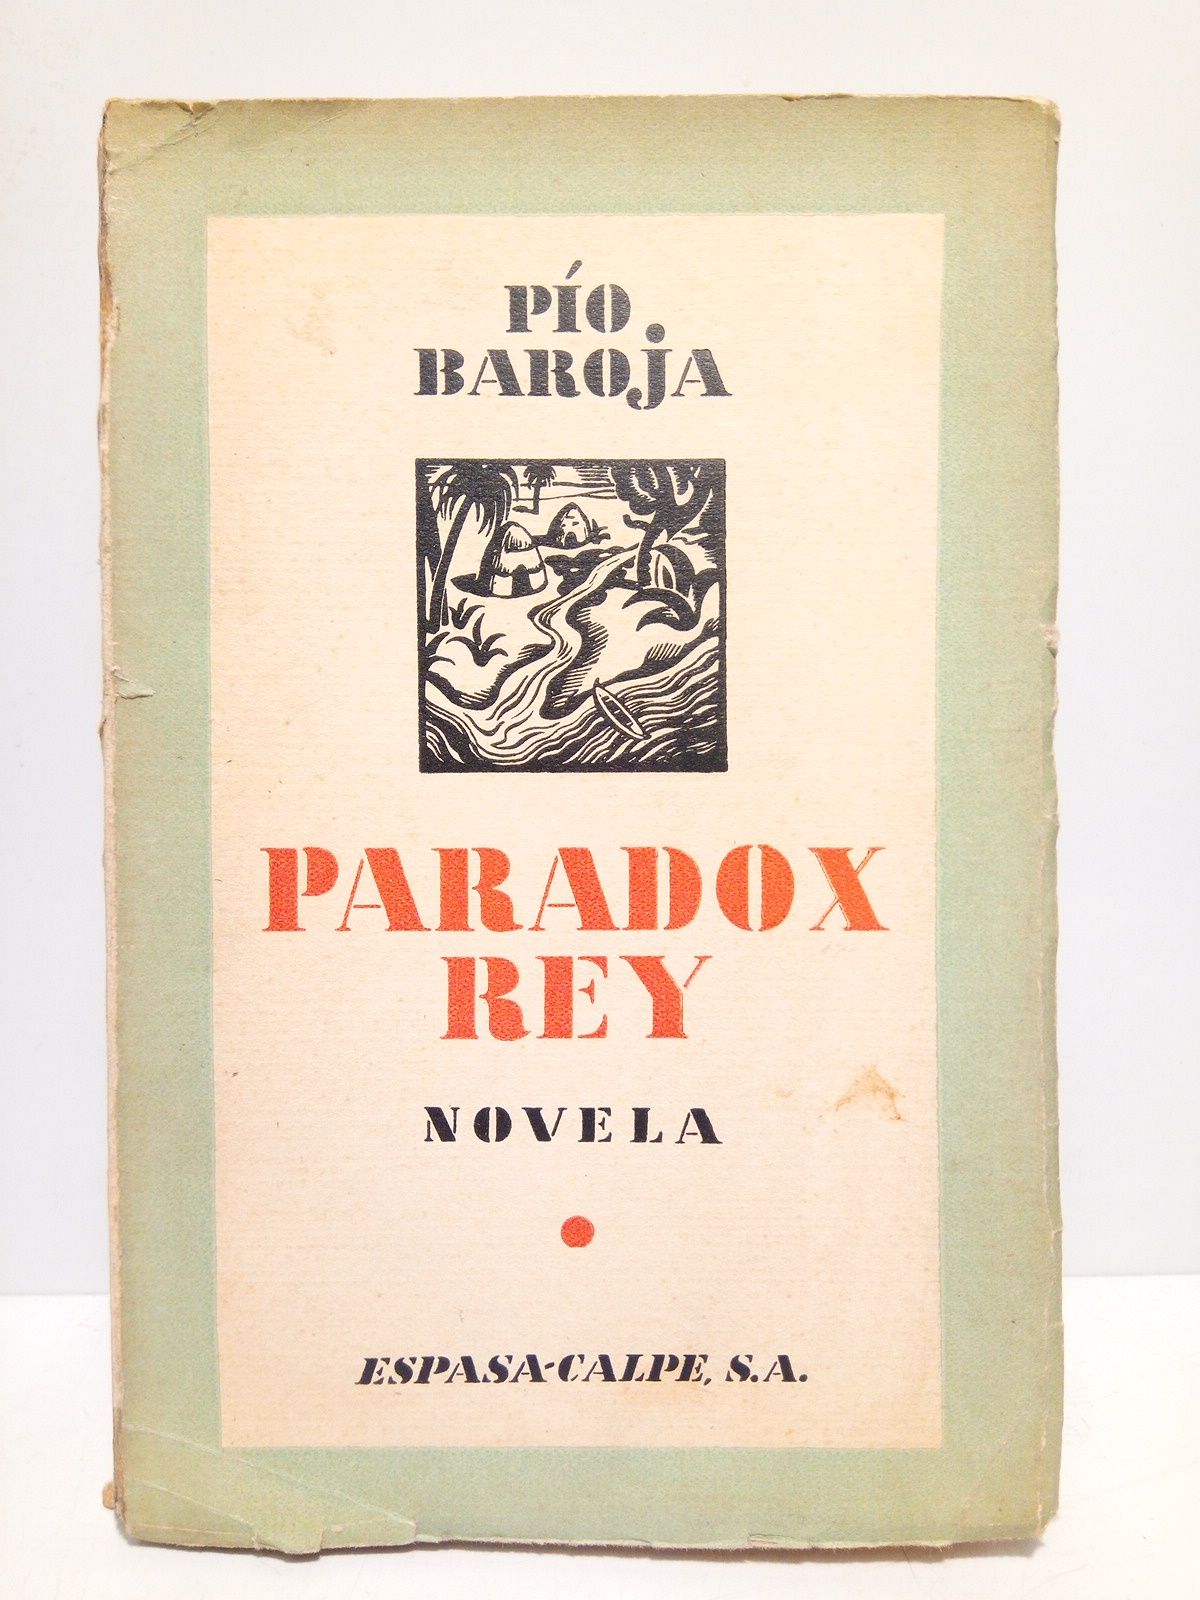 PÍO
BAROjA
PARADOX
REY
NOVELA
ESPASA-CALPE, S.A.